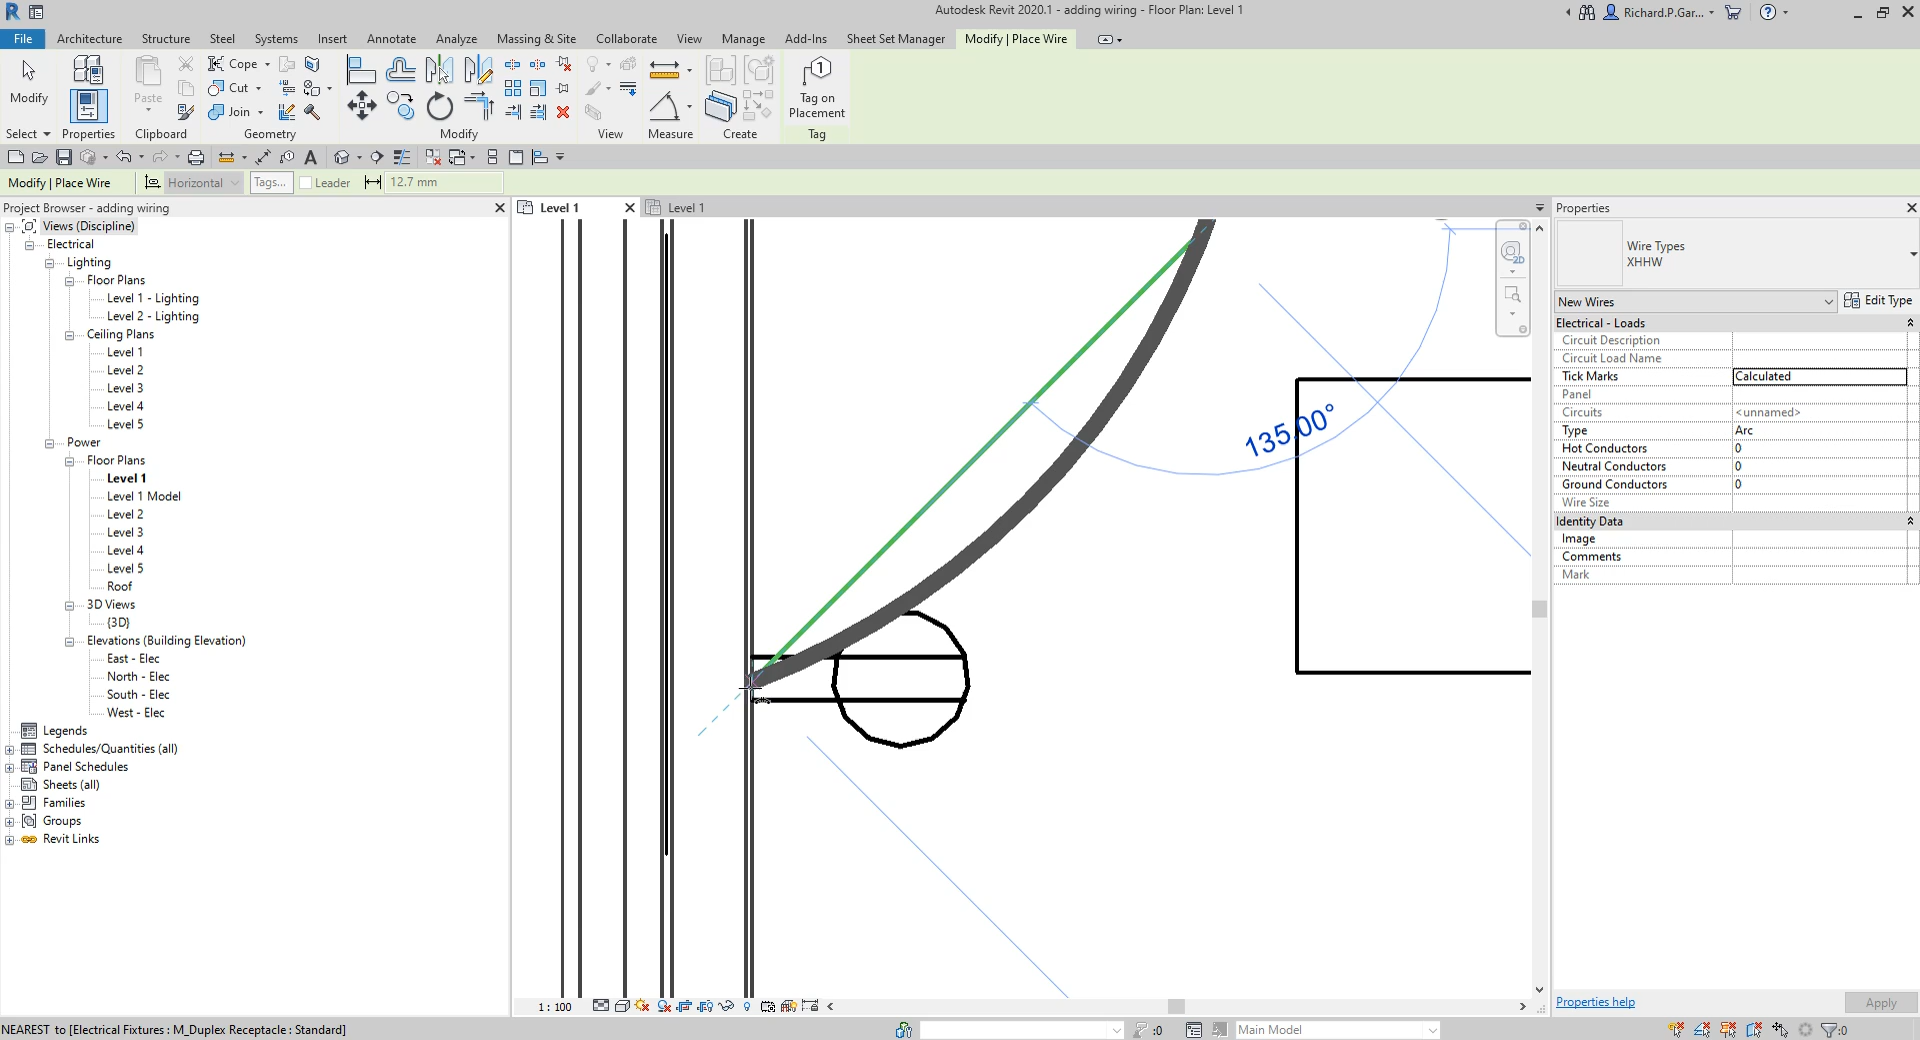 Autodesk Revit 2020.1 - adding wiring - Floor Plan: Level 1
Richard.P.Gar...
File Architecture Structure Steel Systems Insert Annotate Analyze Massing & Site Collaborate View Manage Add-Ins Sheet Set Manager Modify | Place Wire
Modify
Paste
Cope
Cut
Join
Tag on
Placement
Select Properties Clipboard Geometry Modify View Measure Create Tag
Modify | Place Wire Horizontal Tags... Leader 12.7 mm
Project Browser - adding wiring
Views (Discipline)
Electrical
Lighting
Floor Plans
Level 1 - Lighting
Level 2 - Lighting
Ceiling Plans
Level 1
Level 2
Level 3
Level 4
Level 5
Power
Floor Plans
Level 1
Level 1 Model
Level 2
Level 3
Level 4
Level 5
Roof
3D Views
{3D}
Elevations (Building Elevation)
East - Elec
North - Elec
South - Elec
West - Elec
Legends
Schedules/Quantities (all)
Panel Schedules
Sheets (all)
Families
Groups
Revit Links
Level 1
Level 1
2D
135.00°
1 : 100
Properties
Wire Types
XHHW
New Wires
Edit Type
Electrical - Loads
Circuit Description
Circuit Load Name
Tick Marks Calculated
Panel
Circuits <unnamed>
Type Arc
Hot Conductors 0
Neutral Conductors 0
Ground Conductors 0
Wire Size
Identity Data
Image
Comments
Mark
Properties help
Apply
NEAREST to [Electrical Fixtures : M_Duplex Receptacle : Standard]
:0
Main Model
:0